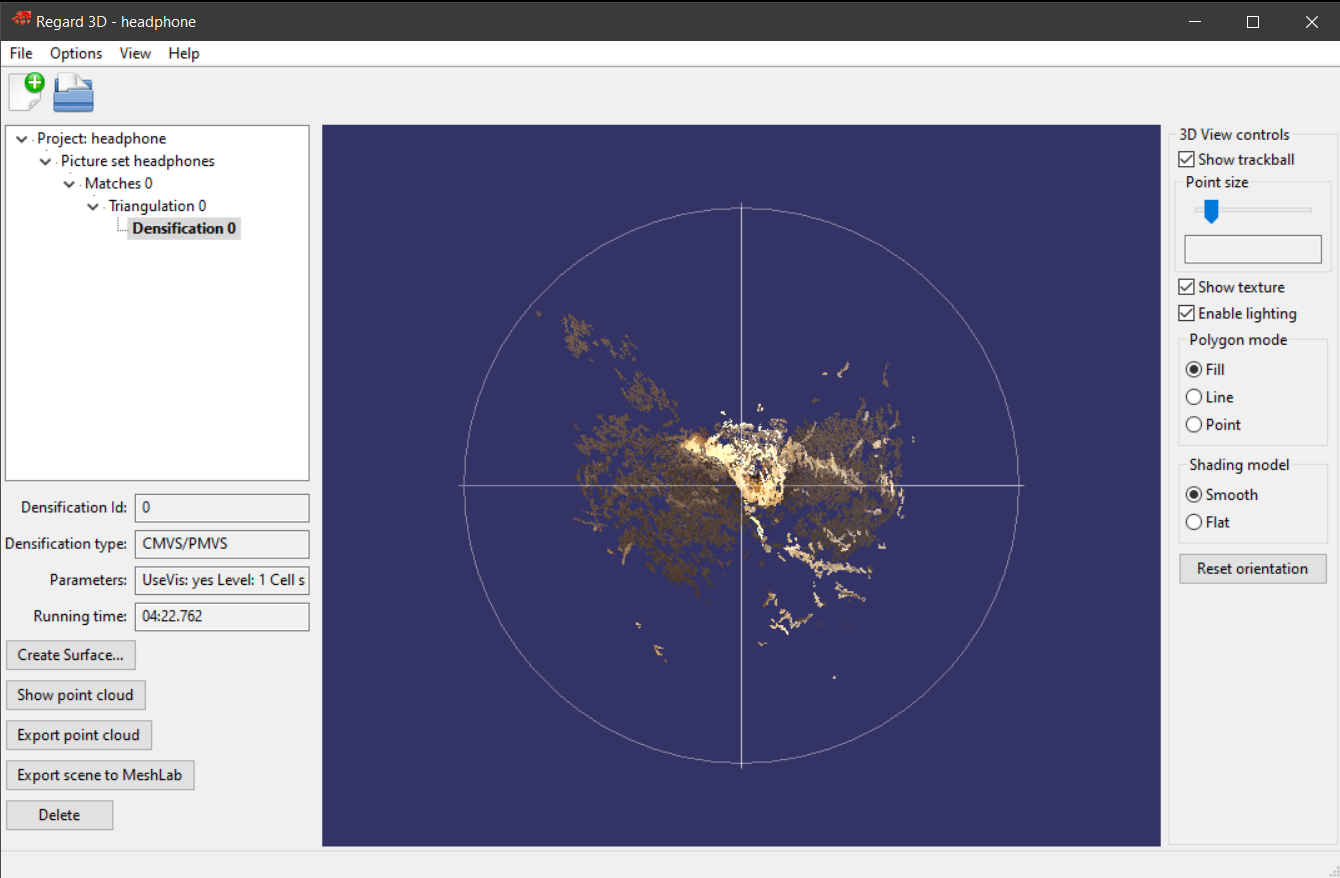 Regard 3D - headphone
File Options View Help
Project: headphone
Picture set headphones
Matches 0
Triangulation 0
Densification 0
Densification Id: 0
Densification type: CMVS/PMVS
Parameters: UseVis: yes Level: 1 Cell s
Running time: 04:22.762
Create Surface...
Show point cloud
Export point cloud
Export scene to MeshLab
Delete
3D View controls
Show trackball
Point size
Show texture
Enable lighting
Polygon mode
Fill
Line
Point
Shading model
Smooth
Flat
Reset orientation